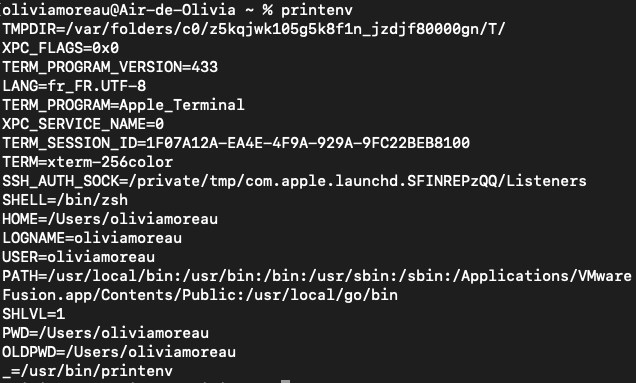 (oliviamoreau@Air-de-Olivia ~ % printenv
TMPDIR=/var/folders/c0/z5kqjwk105g5k8f1n_jzdjf80000gn/T/
XPC_FLAGS=0x0
TERM_PROGRAM_VERSION=433
LANG=fr_FR.UTF-8
TERM_PROGRAM=Apple_Terminal
XPC_SERVICE_NAME=0
TERM_SESSION_ID=1F07A12A-EA4E-4F9A-929A-9FC22BEB8100
TERM=xterm-256color
SSH_AUTH_SOCK=/private/tmp/com.apple.launchd.SFINREPzQQ/Listeners
SHELL=/bin/zsh
HOME=/Users/oliviamoreau
LOGNAME=oliviamoreau
USER=oliviamoreau
PATH=/usr/local/bin:/usr/bin:/bin:/usr/sbin:/sbin:/Applications/VMware
Fusion.app/Contents/Public:/usr/local/go/bin
SHLVL=1
PWD=/Users/oliviamoreau
OLDPWD=/Users/oliviamoreau
_=/usr/bin/printenv